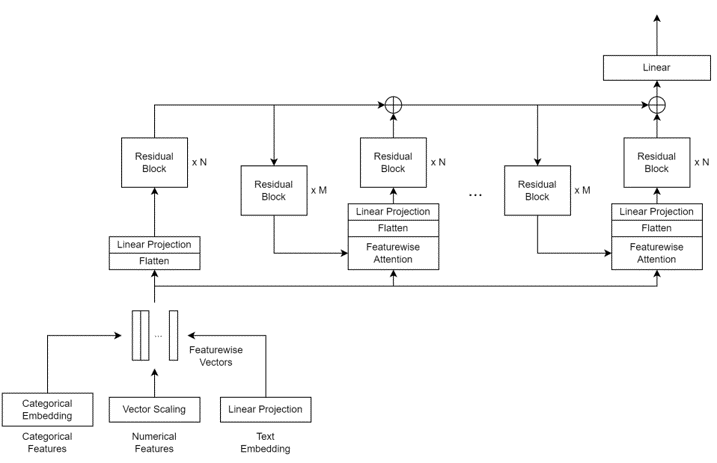 Linear
Residual
Block
x N
Residual
Block
x M
Residual
Block
x N
...
Residual
Block
x M
Residual
Block
x N
Linear Projection
Flatten
Linear Projection
Flatten
Featurewise
Attention
Linear Projection
Flatten
Featurewise
Attention
...
Featurewise
Vectors
Categorical
Embedding
Vector Scaling
Linear Projection
Categorical
Features
Numerical
Features
Text
Embedding